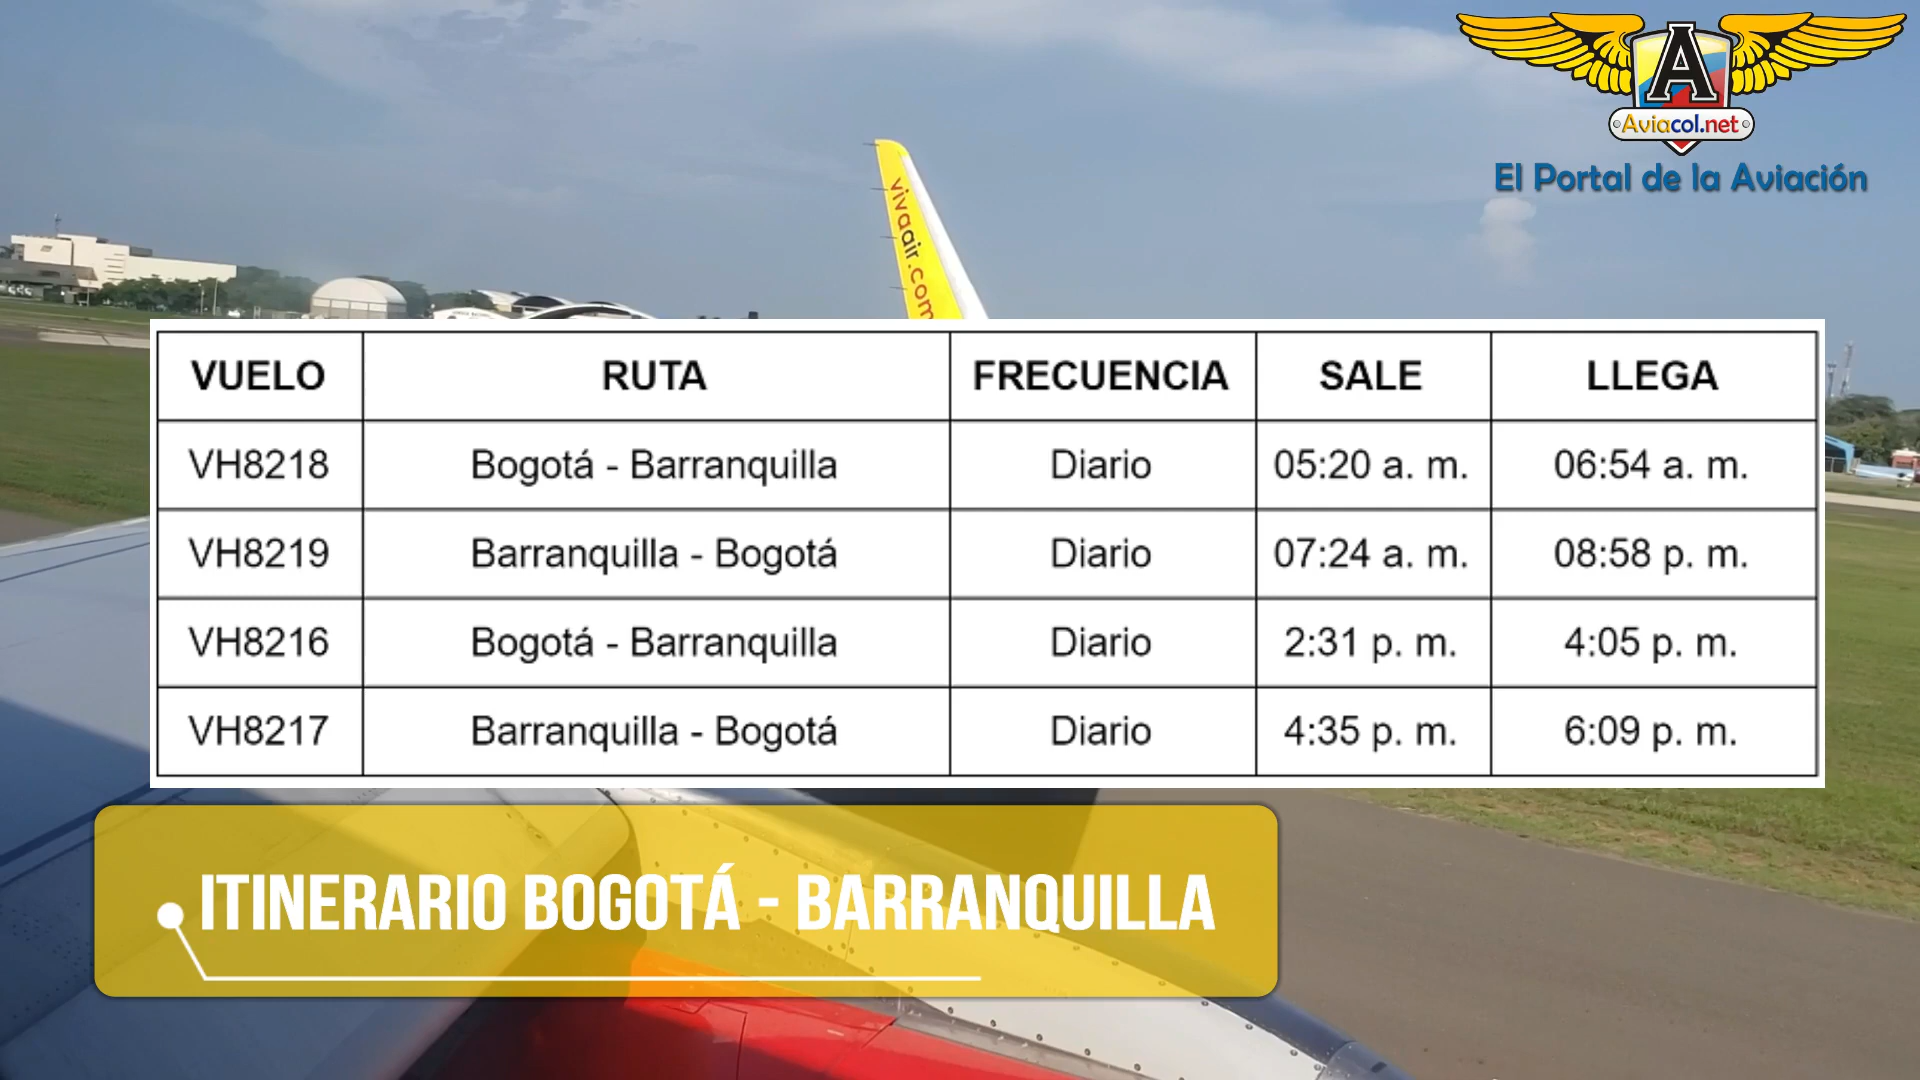 A
Aviacol.net
El Portal de la Aviación
vivaair.com
VUELO RUTA FRECUENCIA SALE LLEGA
VH8218 Bogotá - Barranquilla Diario 05:20 a. m. 06:54 a. m.
VH8219 Barranquilla - Bogotá Diario 07:24 a. m. 08:58 p. m.
VH8216 Bogotá - Barranquilla Diario 2:31 p. m. 4:05 p. m.
VH8217 Barranquilla - Bogotá Diario 4:35 p. m. 6:09 p. m.
ITINERARIO BOGOTÁ - BARRANQUILLA